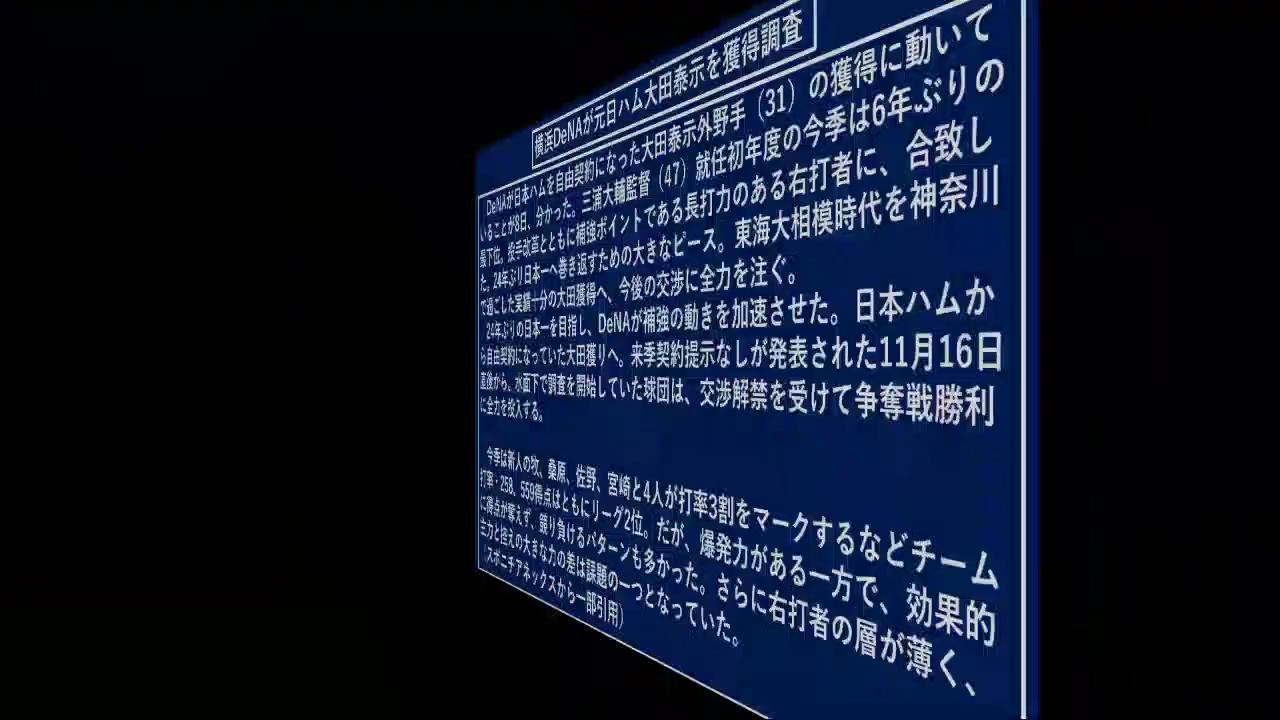 横浜DeNAが元日ハム大田泰示を獲得調査
DeNAが日本ハムを自由契約になった大田泰示外野手（31）の獲得に動いて
いることが8日、分かった。三浦大輔監督（47）就任初年度の今季は6年ぶりの
最下位。投手改革とともに補強ポイントである長打力のある右打者に、合致し
た。24年ぶり日本一へ巻き返すための大きなピース。東海大相模時代を神奈川
で過ごした実績十分の大田獲得へ、今後の交渉に全力を注ぐ。
24年ぶりの日本一を目指し、DeNAが補強の動きを加速させた。日本ハムか
ら自由契約になっていた大田獲りへ。来季契約提示なしが発表された11月16日
直後から、水面下で調査を開始していた球団は、交渉解禁を受けて争奪戦勝利
に全力を投入する。
今季は新人の牧、桑原、佐野、宮崎と4人が打率3割をマークするなどチーム
打率・258、559得点はともにリーグ2位。だが、爆発力がある一方で、効果的
に得点が奪えず、競り負けるパターンも多かった。さらに右打者の層が薄く、
主力と控えの大きな力の差は課題の一つとなっていた。
（スポニチアネックスから一部引用）